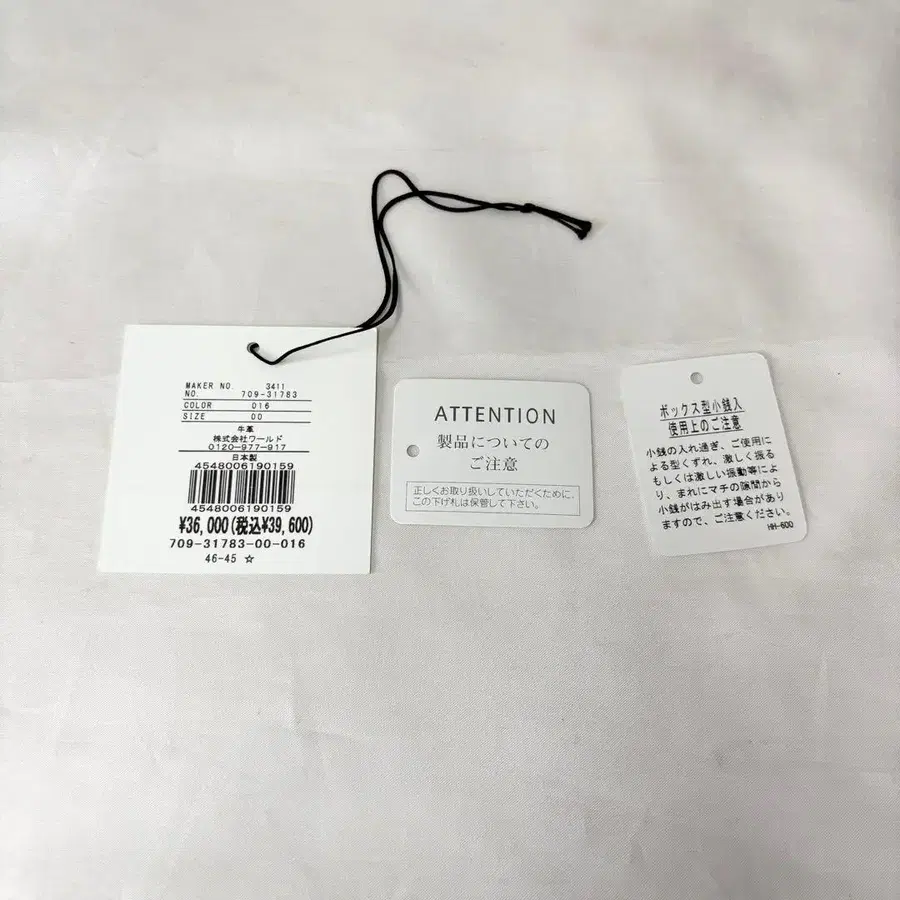 MAKER NO. 3411
NO. 709-31783
COLOR 016
SIZE 00
牛革
株式会社ワールド
0120-977-917
日本製
4548006190159
4548006190159
¥36,000(税込¥39,600)
709-31783-00-016
46-45 ☆
ATTENTION
製品についての
ご注意
正しくお取り扱いしていただくために、
この下げ札は保管して下さい。
ボックス型小銭入
使用上のご注意
小銭の入れ過ぎ、ご使用に
よる型くずれ、激しく振る
もしくは激しい振動等によ
り、まれにマチの隙間から
小銭がはみ出す場合があり
ますので、ご注意ください。
HH-600